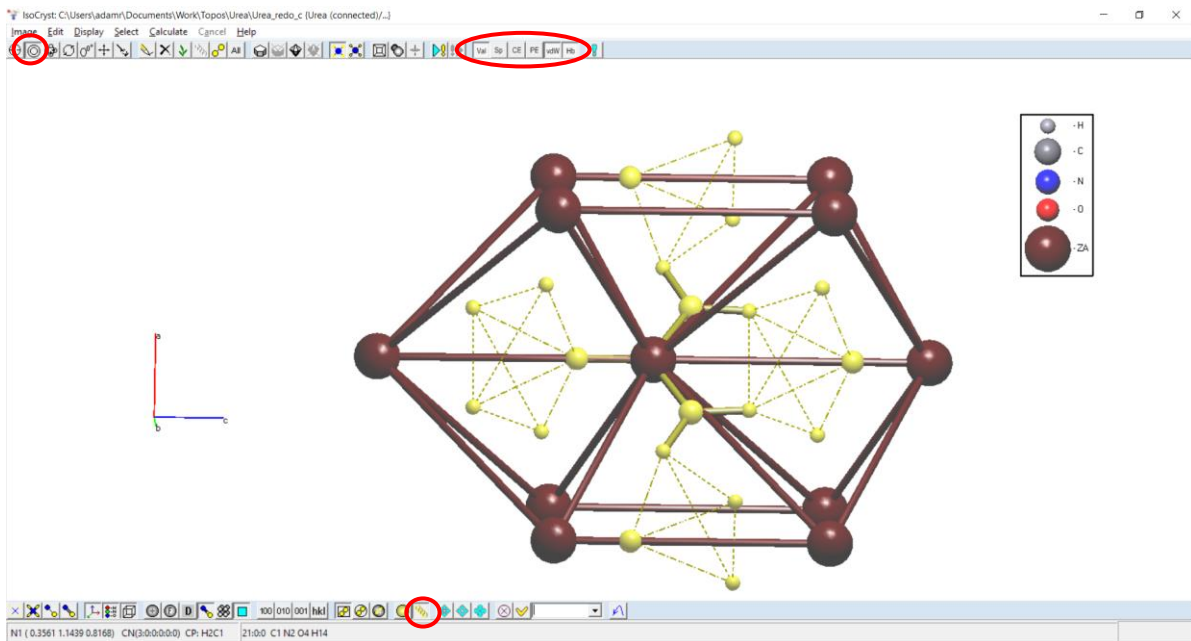 IsoCryst: C:\Users\adamr\Documents\Work\Topos\Urea\Urea_redo_c {Urea (connected)/...}
Image Edit Display Select Calculate Cancel Help
All Val Sp CE PE vdW Hb
-H
-C
-N
-O
-ZA
a
c
b
D 100 010 001 hkl
N1 ( 0.3561 1.1439 0.8168) CN(3:0:0:0:0:0) CP: H2C1 21:0:0 C1 N2 O4 H14